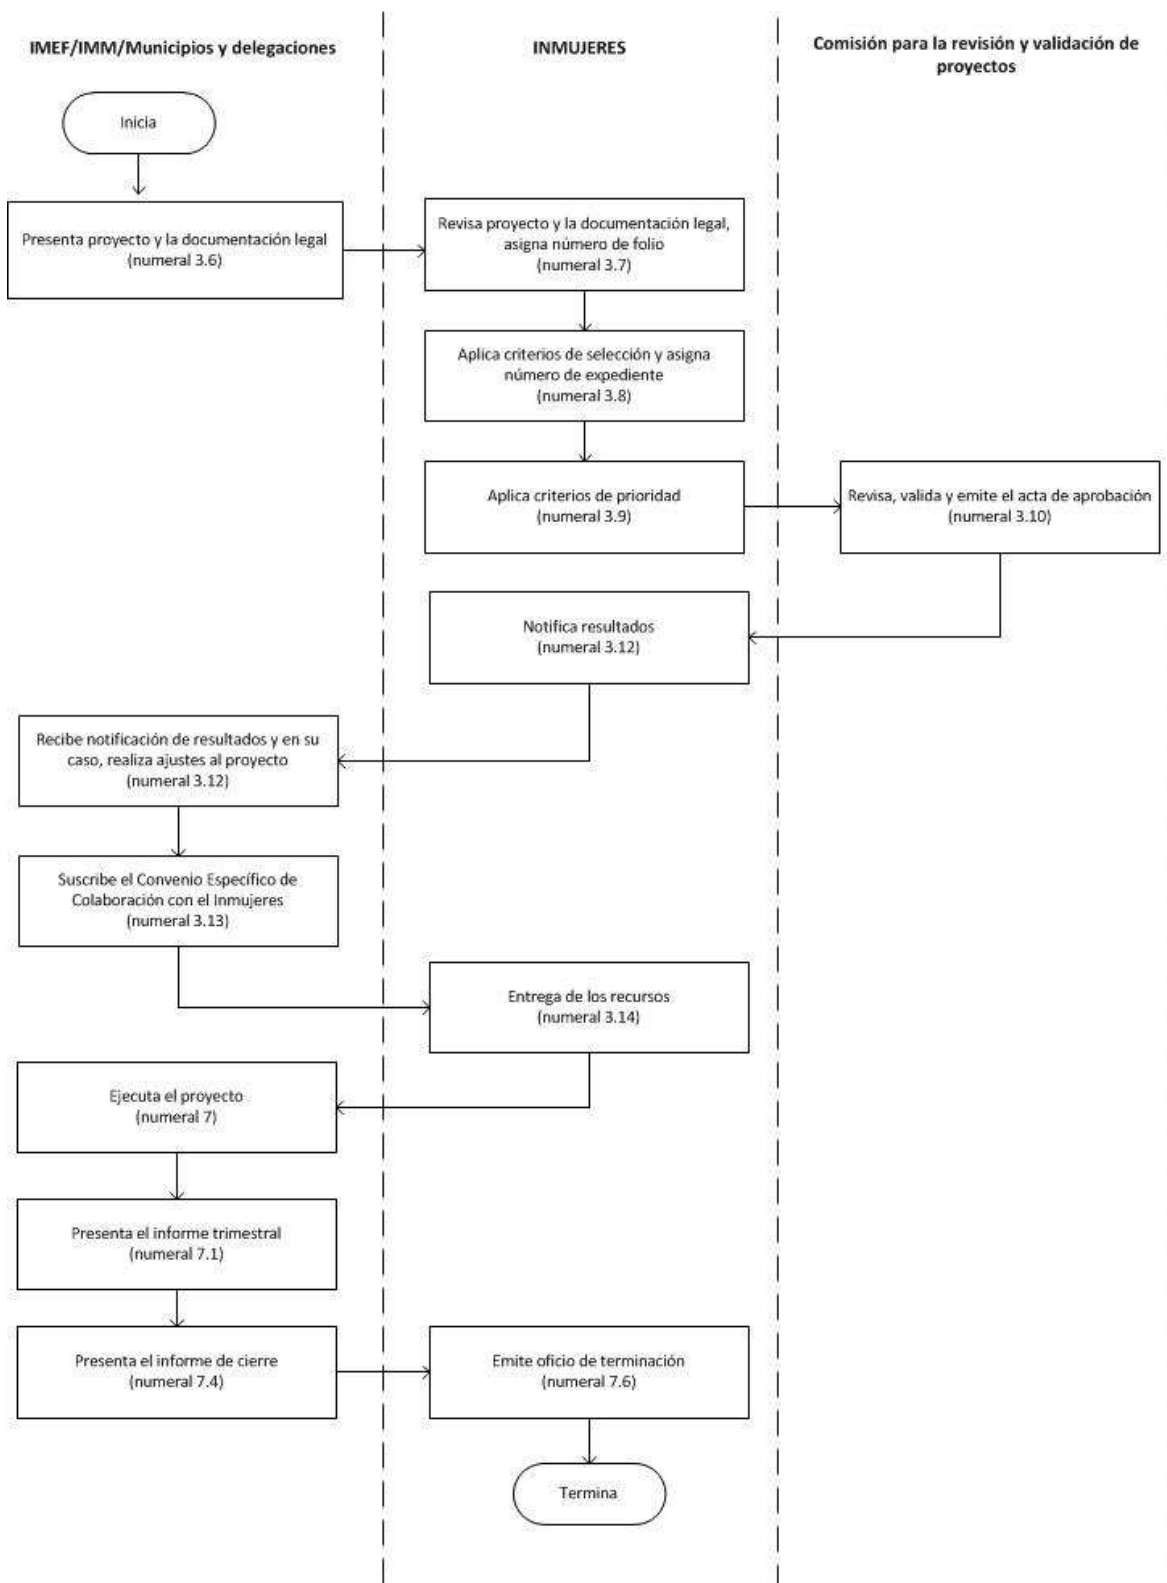 IMEF/IMM/Municipios y delegaciones
INMUJERES
Comisión para la revisión y validación de
proyectos
Inicia
Presenta proyecto y la documentación legal
(numeral 3.6)
Revisa proyecto y la documentación legal,
asigna número de folio
(numeral 3.7)
Aplica criterios de selección y asigna
número de expediente
(numeral 3.8)
Aplica criterios de prioridad
(numeral 3.9)
Revisa, valida y emite el acta de aprobación
(numeral 3.10)
Notifica resultados
(numeral 3.12)
Recibe notificación de resultados y en su
caso, realiza ajustes al proyecto
(numeral 3.12)
Suscribe el Convenio Específico de
Colaboración con el Inmujeres
(numeral 3.13)
Entrega de los recursos
(numeral 3.14)
Ejecuta el proyecto
(numeral 7)
Presenta el informe trimestral
(numeral 7.1)
Presenta el informe de cierre
(numeral 7.4)
Emite oficio de terminación
(numeral 7.6)
Termina